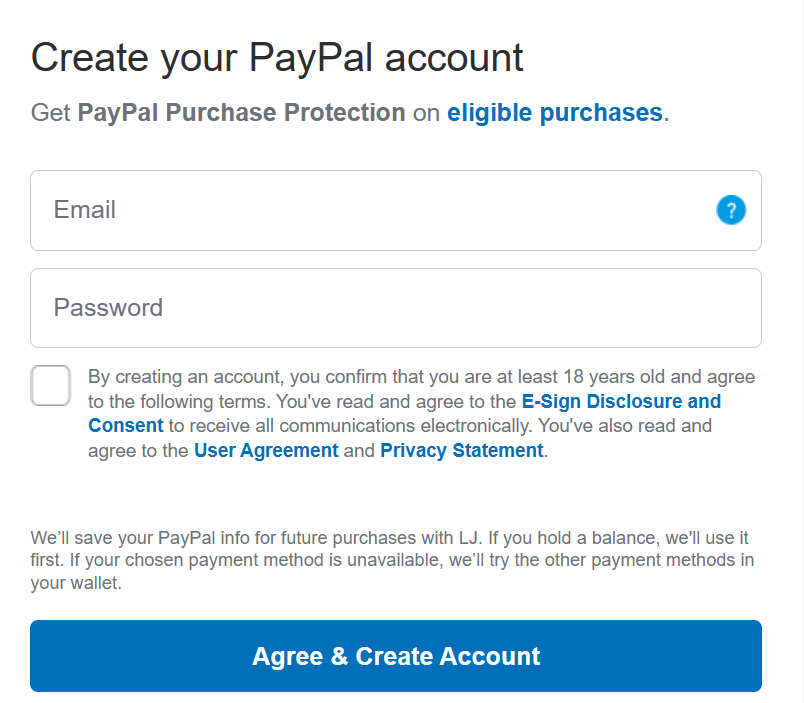 Create your PayPal account
Get PayPal Purchase Protection on eligible purchases.
Email
?
Password
By creating an account, you confirm that you are at least 18 years old and agree
to the following terms. You've read and agree to the E-Sign Disclosure and
Consent to receive all communications electronically. You've also read and
agree to the User Agreement and Privacy Statement.
We’ll save your PayPal info for future purchases with LJ. If you hold a balance, we'll use it
first. If your chosen payment method is unavailable, we’ll try the other payment methods in
your wallet.
Agree & Create Account